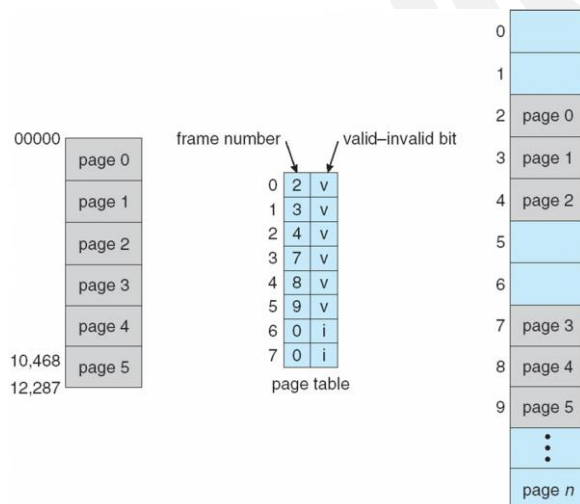 00000
page 0
page 1
page 2
page 3
page 4
10,468
page 5
12,287
frame number
valid–invalid bit
0 2 v
1 3 v
2 4 v
3 7 v
4 8 v
5 9 v
6 0 i
7 0 i
page table
0
1
2 page 0
3 page 1
4 page 2
5
6
7 page 3
8 page 4
9 page 5
page n